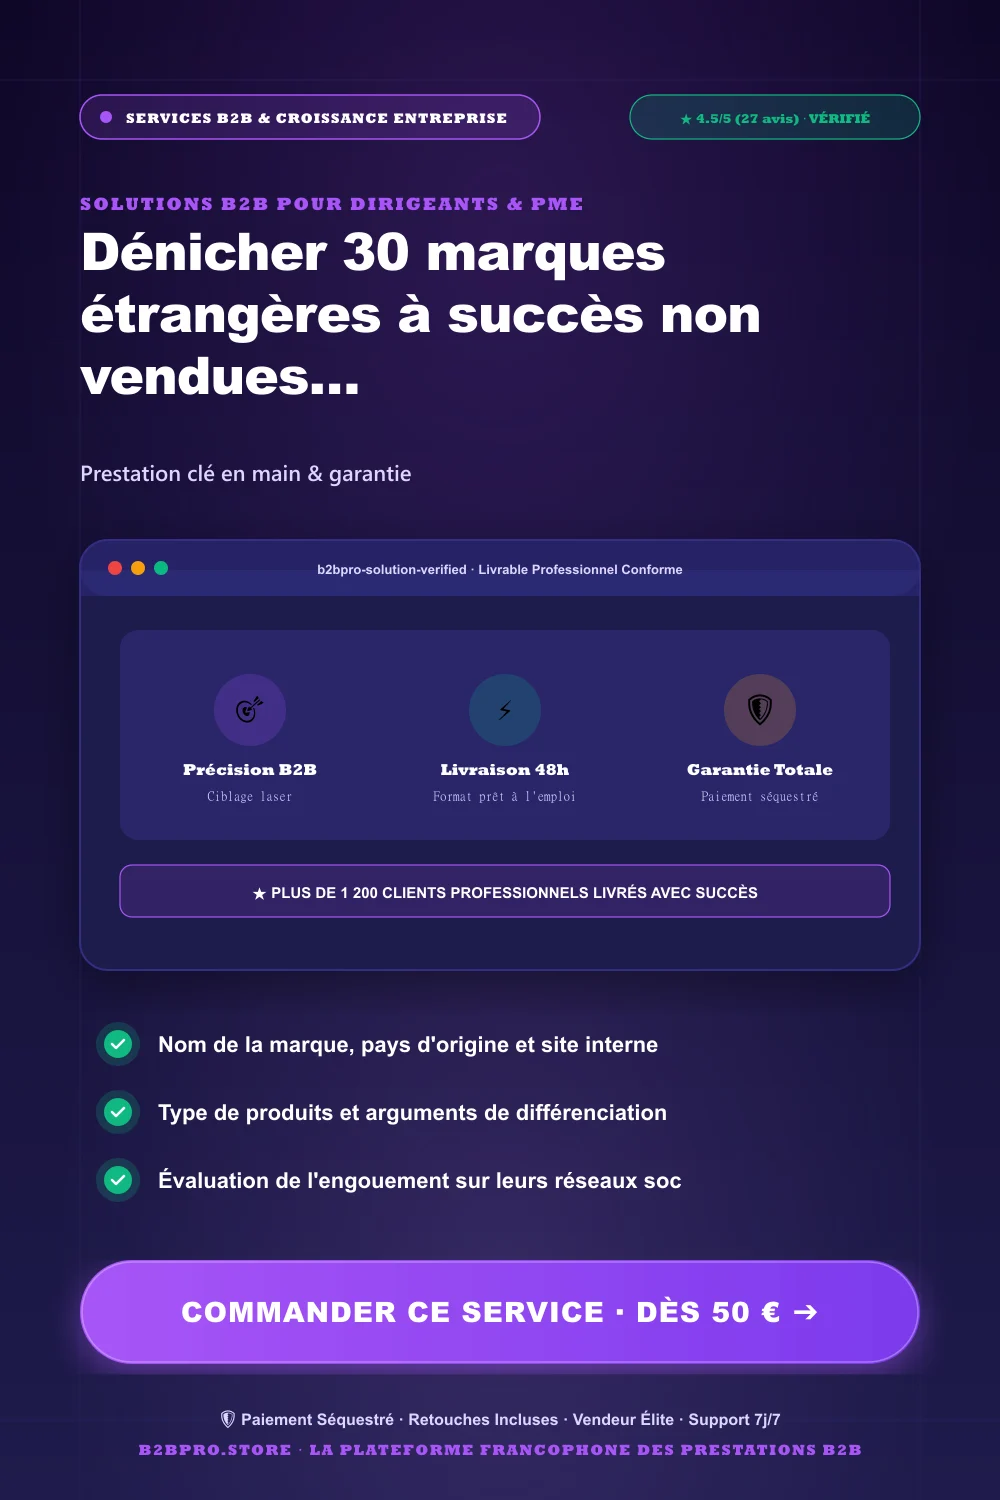 SERVICES B2B & CROISSANCE ENTREPRISE
★ 4.5/5 (27 avis) · VÉRIFIÉ
SOLUTIONS B2B POUR DIRIGEANTS & PME
Dénicher 30 marques
étrangères à succès non
vendues...
Prestation clé en main & garantie
b2bpro-solution-verified · Livrable Professionnel Conforme
Précision B2B
Ciblage laser
Livraison 48h
Format prêt à l'emploi
Garantie Totale
Paiement séquestré
★ PLUS DE 1 200 CLIENTS PROFESSIONNELS LIVRÉS AVEC SUCCÈS
Nom de la marque, pays d'origine et site interne
Type de produits et arguments de différenciation
Évaluation de l'engouement sur leurs réseaux soc
COMMANDER CE SERVICE · DÈS 50 € →
Paiement Séquestré · Retouches Incluses · Vendeur Élite · Support 7j/7
B2BPRO.STORE · LA PLATEFORME FRANCOPHONE DES PRESTATIONS B2B